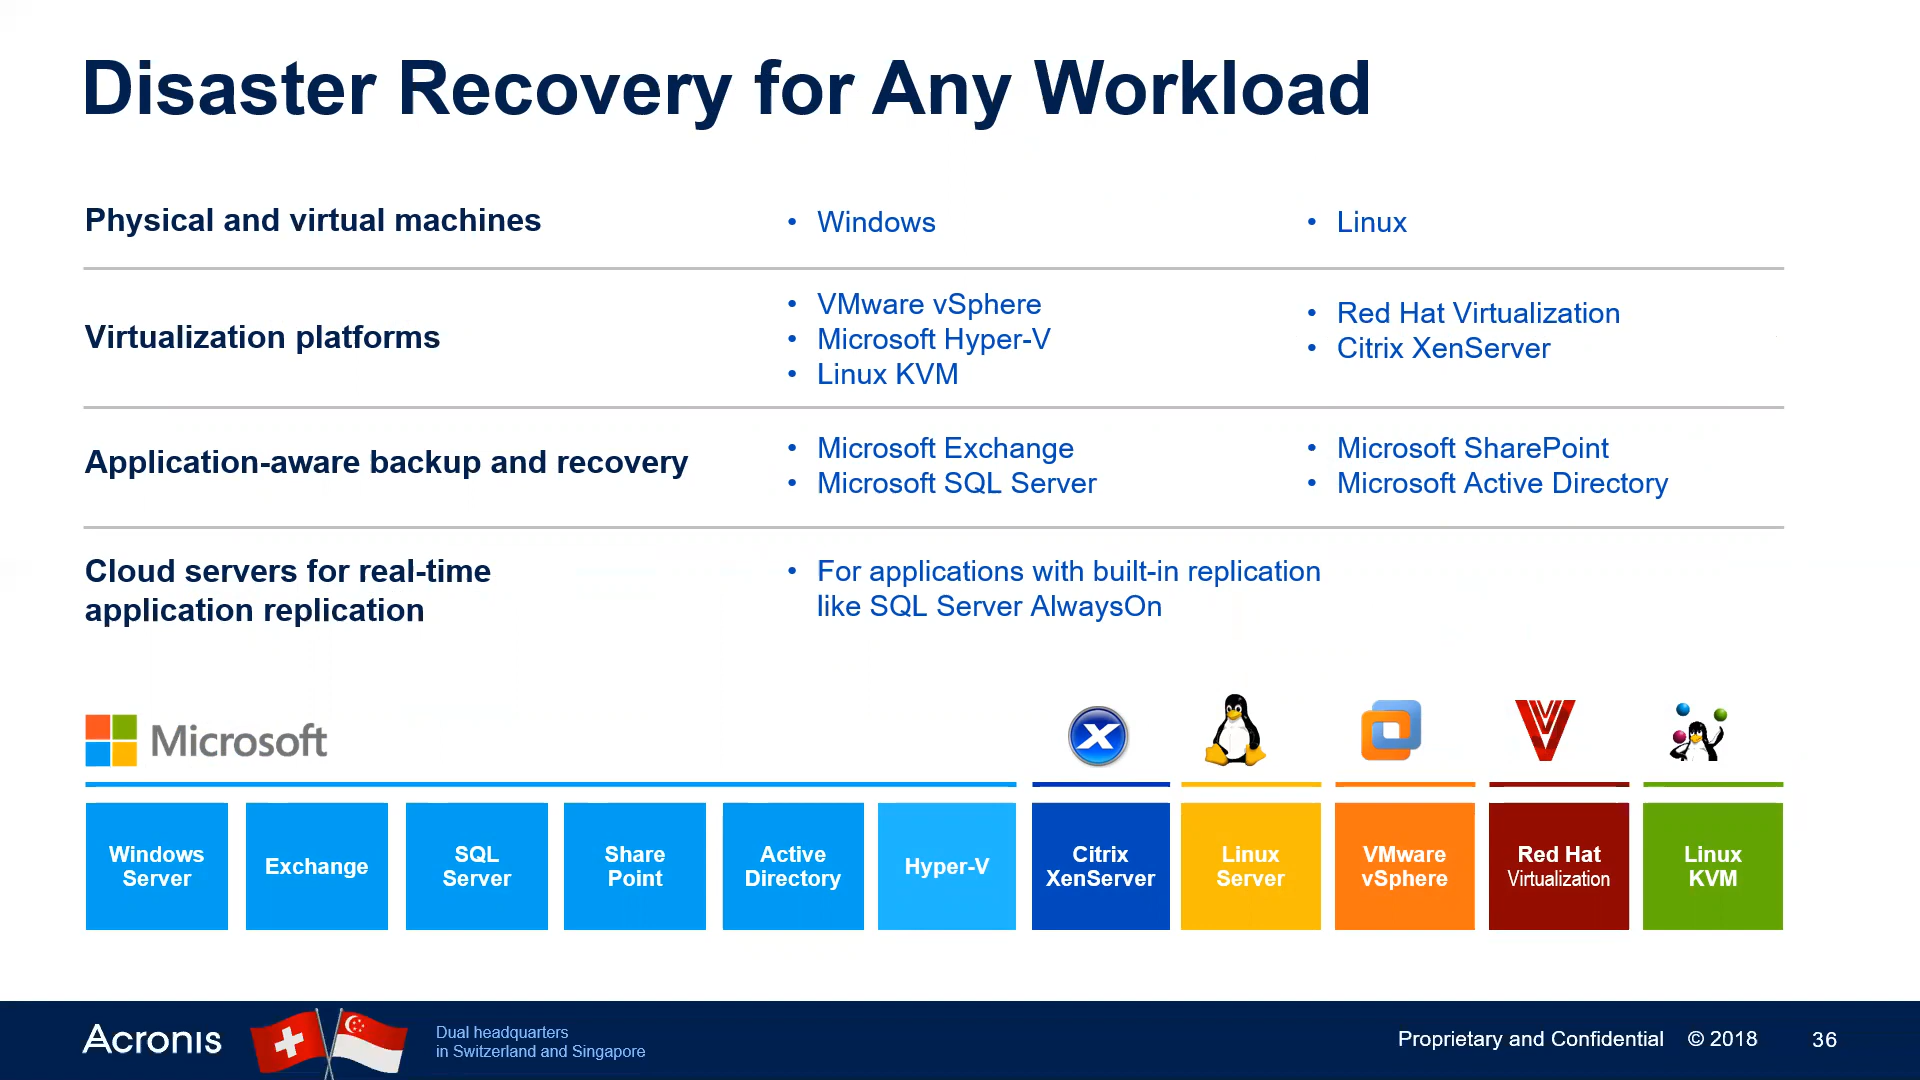 Disaster Recovery for Any Workload
Physical and virtual machines
• Windows
• Linux
Virtualization platforms
• VMware vSphere
• Microsoft Hyper-V
• Linux KVM
• Red Hat Virtualization
• Citrix XenServer
Application-aware backup and recovery
• Microsoft Exchange
• Microsoft SQL Server
• Microsoft SharePoint
• Microsoft Active Directory
Cloud servers for real-time
application replication
• For applications with built-in replication
like SQL Server AlwaysOn
Microsoft
Windows
Server
Exchange
SQL
Server
Share
Point
Active
Directory
Hyper-V
Citrix
XenServer
Linux
Server
VMware
vSphere
Red Hat
Virtualization
Linux
KVM
Acronis
Dual headquarters
in Switzerland and Singapore
Proprietary and Confidential © 2018 36